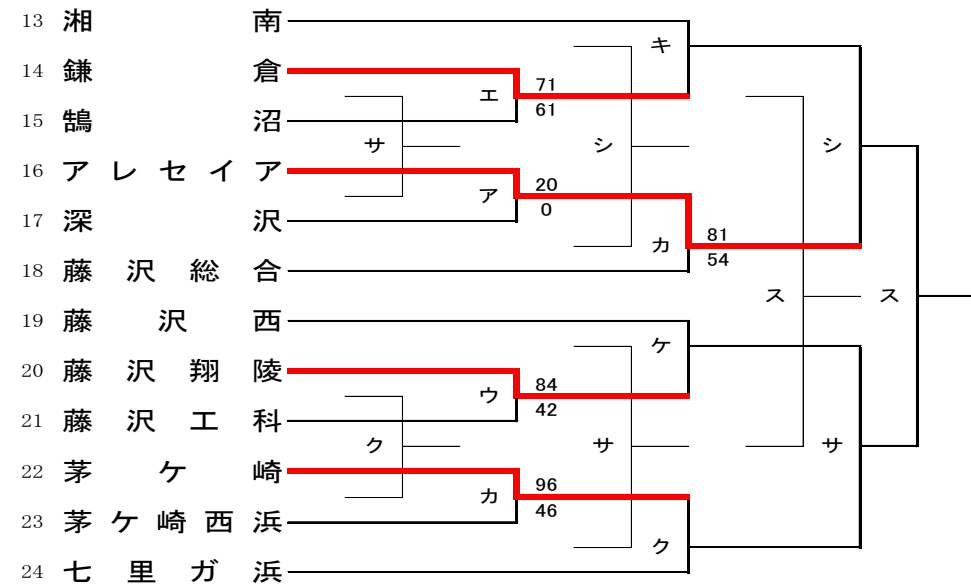 13 湘南
キ
14 鎌倉
エ 71
61
15 鵠沼
サ シ シ
16 アレセイア
ア 20
0
17 深沢
カ 81
54
18 藤沢総合
ス ス
19 藤沢西
ケ
20 藤沢翔陵
ウ 84
42
21 藤沢工科
ク サ サ
22 茅ケ崎
カ 96
46
23 茅ケ崎西浜
ク
24 七里ガ浜